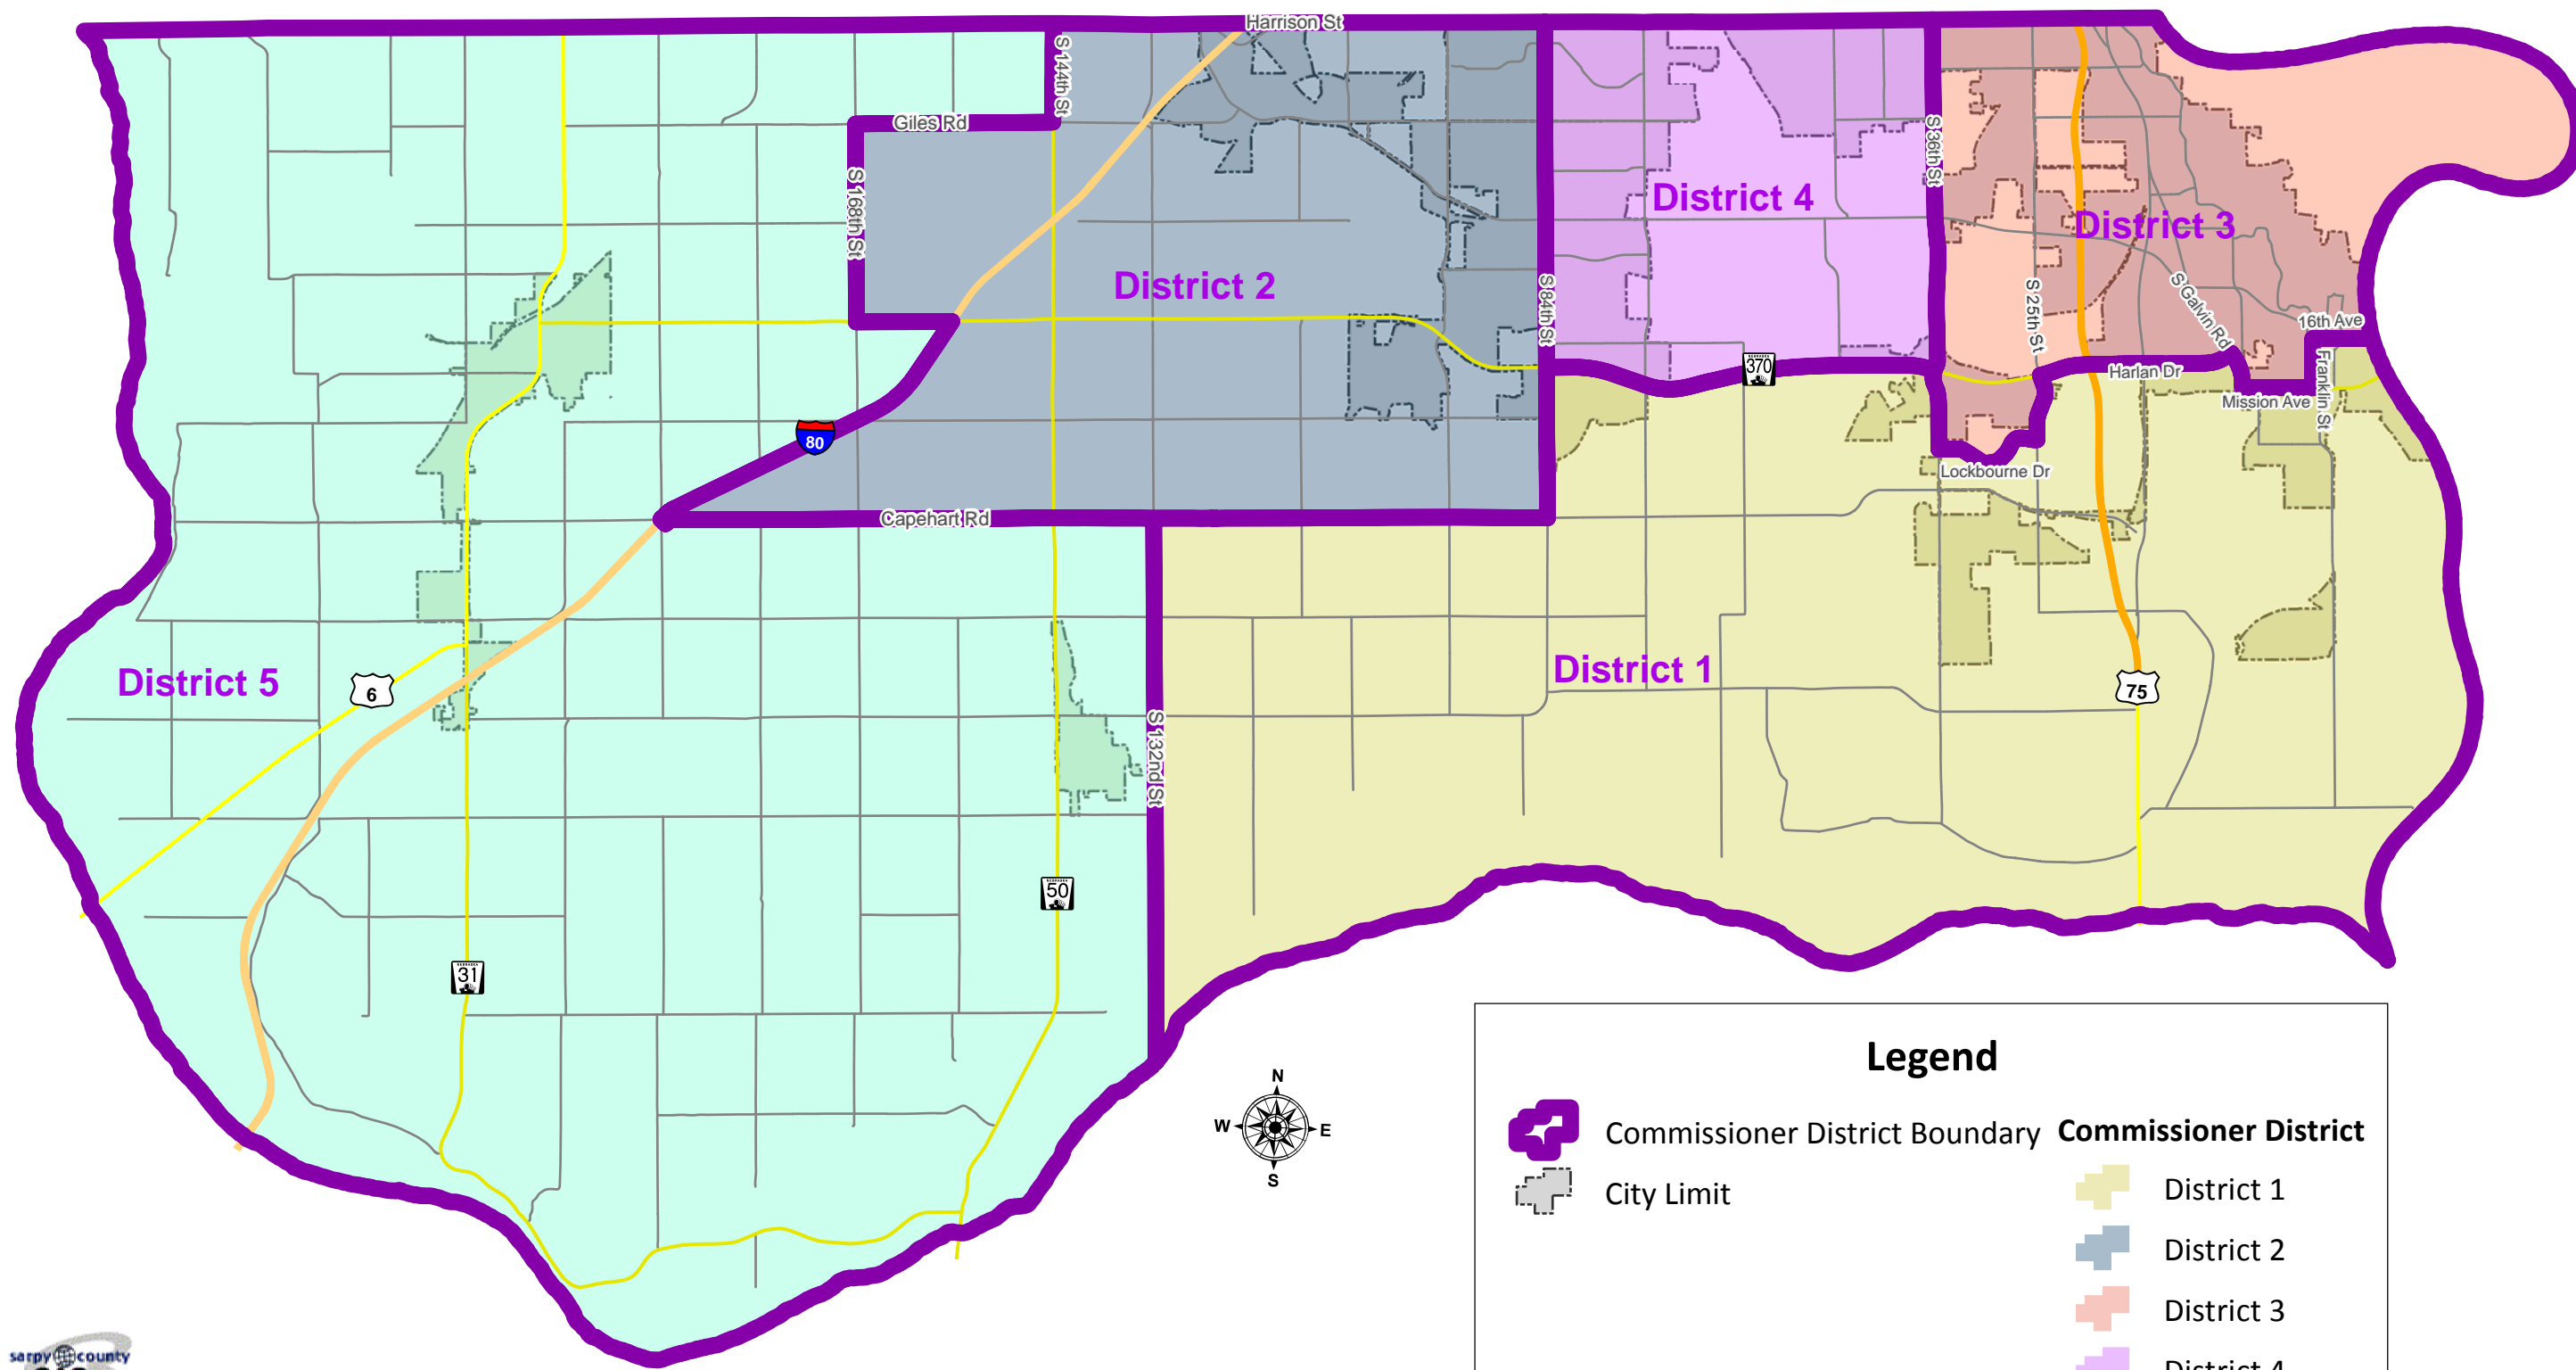 Harrison St
S 144th St
Giles Rd
S 168th St
S 36th St
District 4
District 3
District 2
S 84th St
S 25th St
S Galvin Rd
16th Ave
Franklin St
370
Harlan Dr
Mission Ave
80
Lockbourne Dr
Capehart Rd
District 5
6
District 1
75
S 132nd St
50
31
N
W E
S
Legend
Commissioner District Boundary
City Limit
Commissioner District
District 1
District 2
District 3
District 4
sarpy county